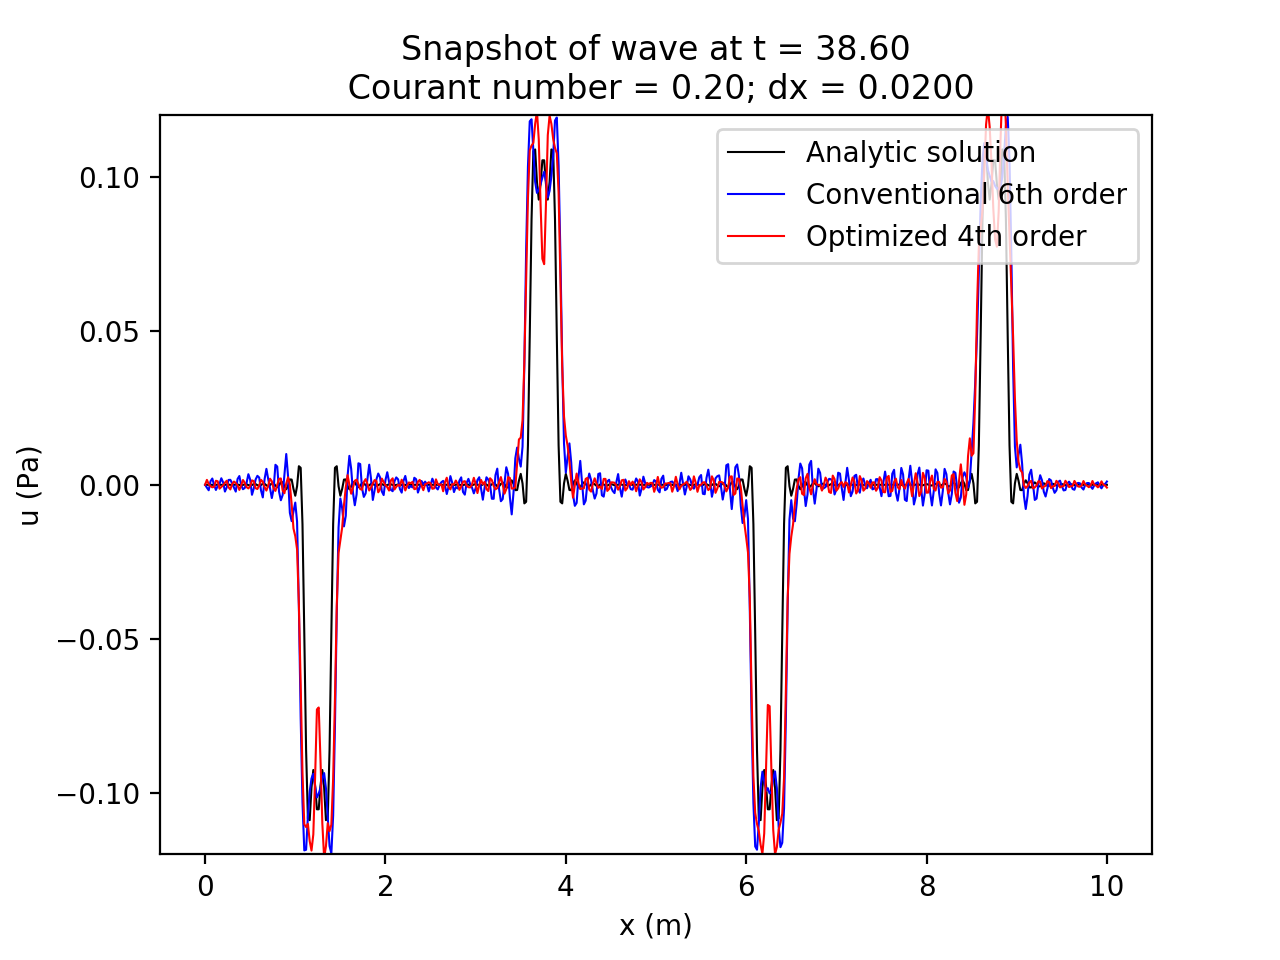 Snapshot of wave at t = 38.60
Courant number = 0.20; dx = 0.0200
Analytic solution
Conventional 6th order
Optimized 4th order
0.10
0.05
0.00
−0.05
−0.10
u (Pa)
0 2 4 6 8 10
x (m)